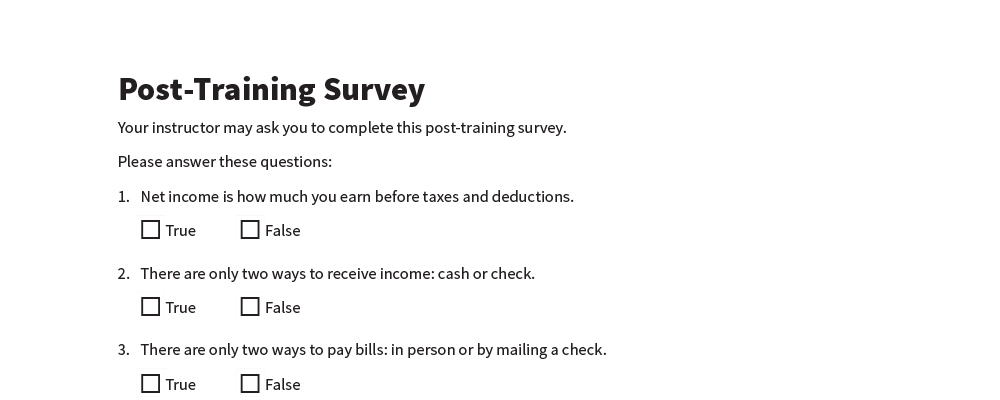 Post-Training Survey
Your instructor may ask you to complete this post-training survey.
Please answer these questions:
1. Net income is how much you earn before taxes and deductions.
True False
2. There are only two ways to receive income: cash or check.
True False
3. There are only two ways to pay bills: in person or by mailing a check.
True False